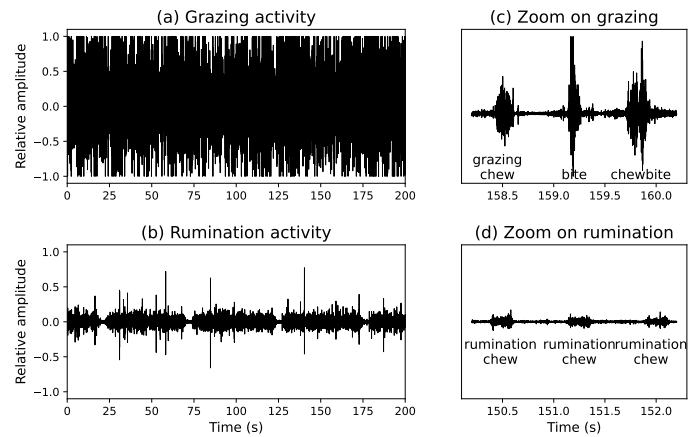 (a) Grazing activity
Relative amplitude
1.0
0.5
0.0
−0.5
−1.0
0 25 50 75 100 125 150 175 200
(c) Zoom on grazing
grazing
chew
bite
chewbite
158.5 159.0 159.5 160.0
(b) Rumination activity
Relative amplitude
1.0
0.5
0.0
−0.5
−1.0
0 25 50 75 100 125 150 175 200
Time (s)
(d) Zoom on rumination
rumination
chew
rumination
chew
rumination
chew
150.5 151.0 151.5 152.0
Time (s)